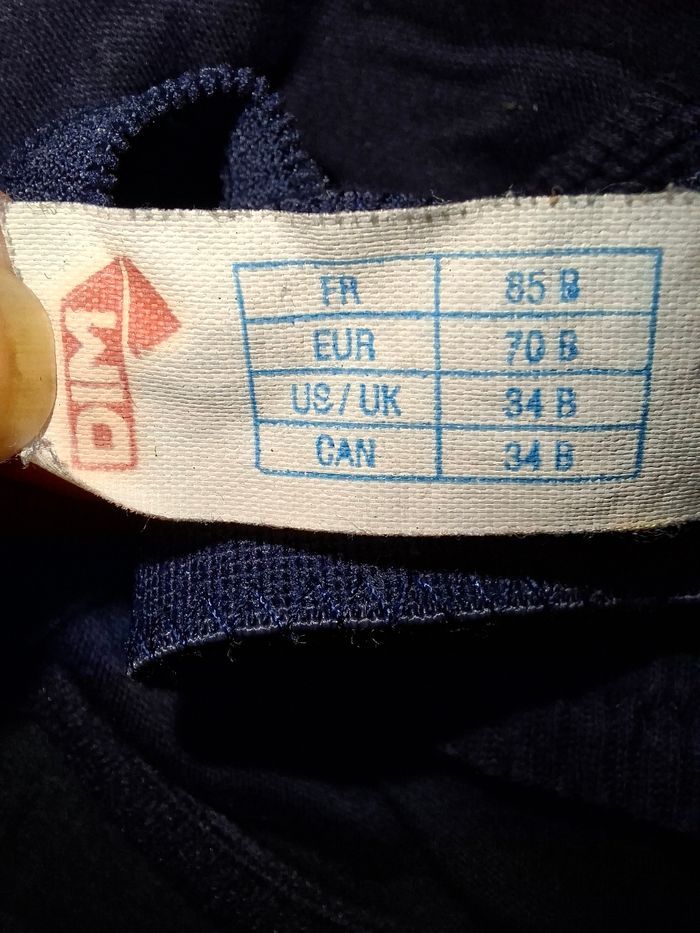 DIM
FR 85 B
EUR 70 B
US / UK 34 B
CAN 34 B